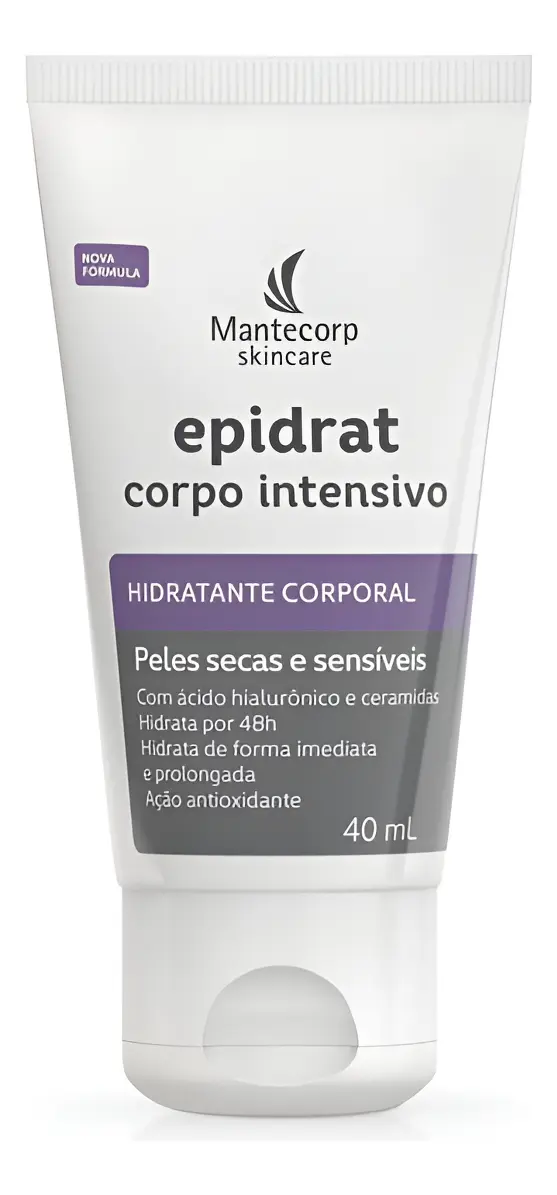 NOVA
FORMULA
Mantecorp
skincare
epidrat
corpo intensivo
HIDRATANTE CORPORAL
Peles secas e sensíveis
Com ácido hialurônico e ceramidas
Hidrata por 48h
Hidrata de forma imediata
e prolongada
Ação antioxidante
40 mL